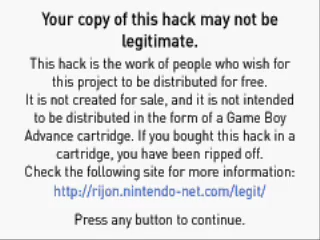 Your copy of this hack may not be
legitimate.
This hack is the work of people who wish for
this project to be distributed for free.
It is not created for sale, and it is not intended
to be distributed in the form of a Game Boy
Advance cartridge. If you bought this hack in a
cartridge, you have been ripped off.
Check the following site for more information:
http://rijon.nintendo-net.com/legit/
Press any button to continue.